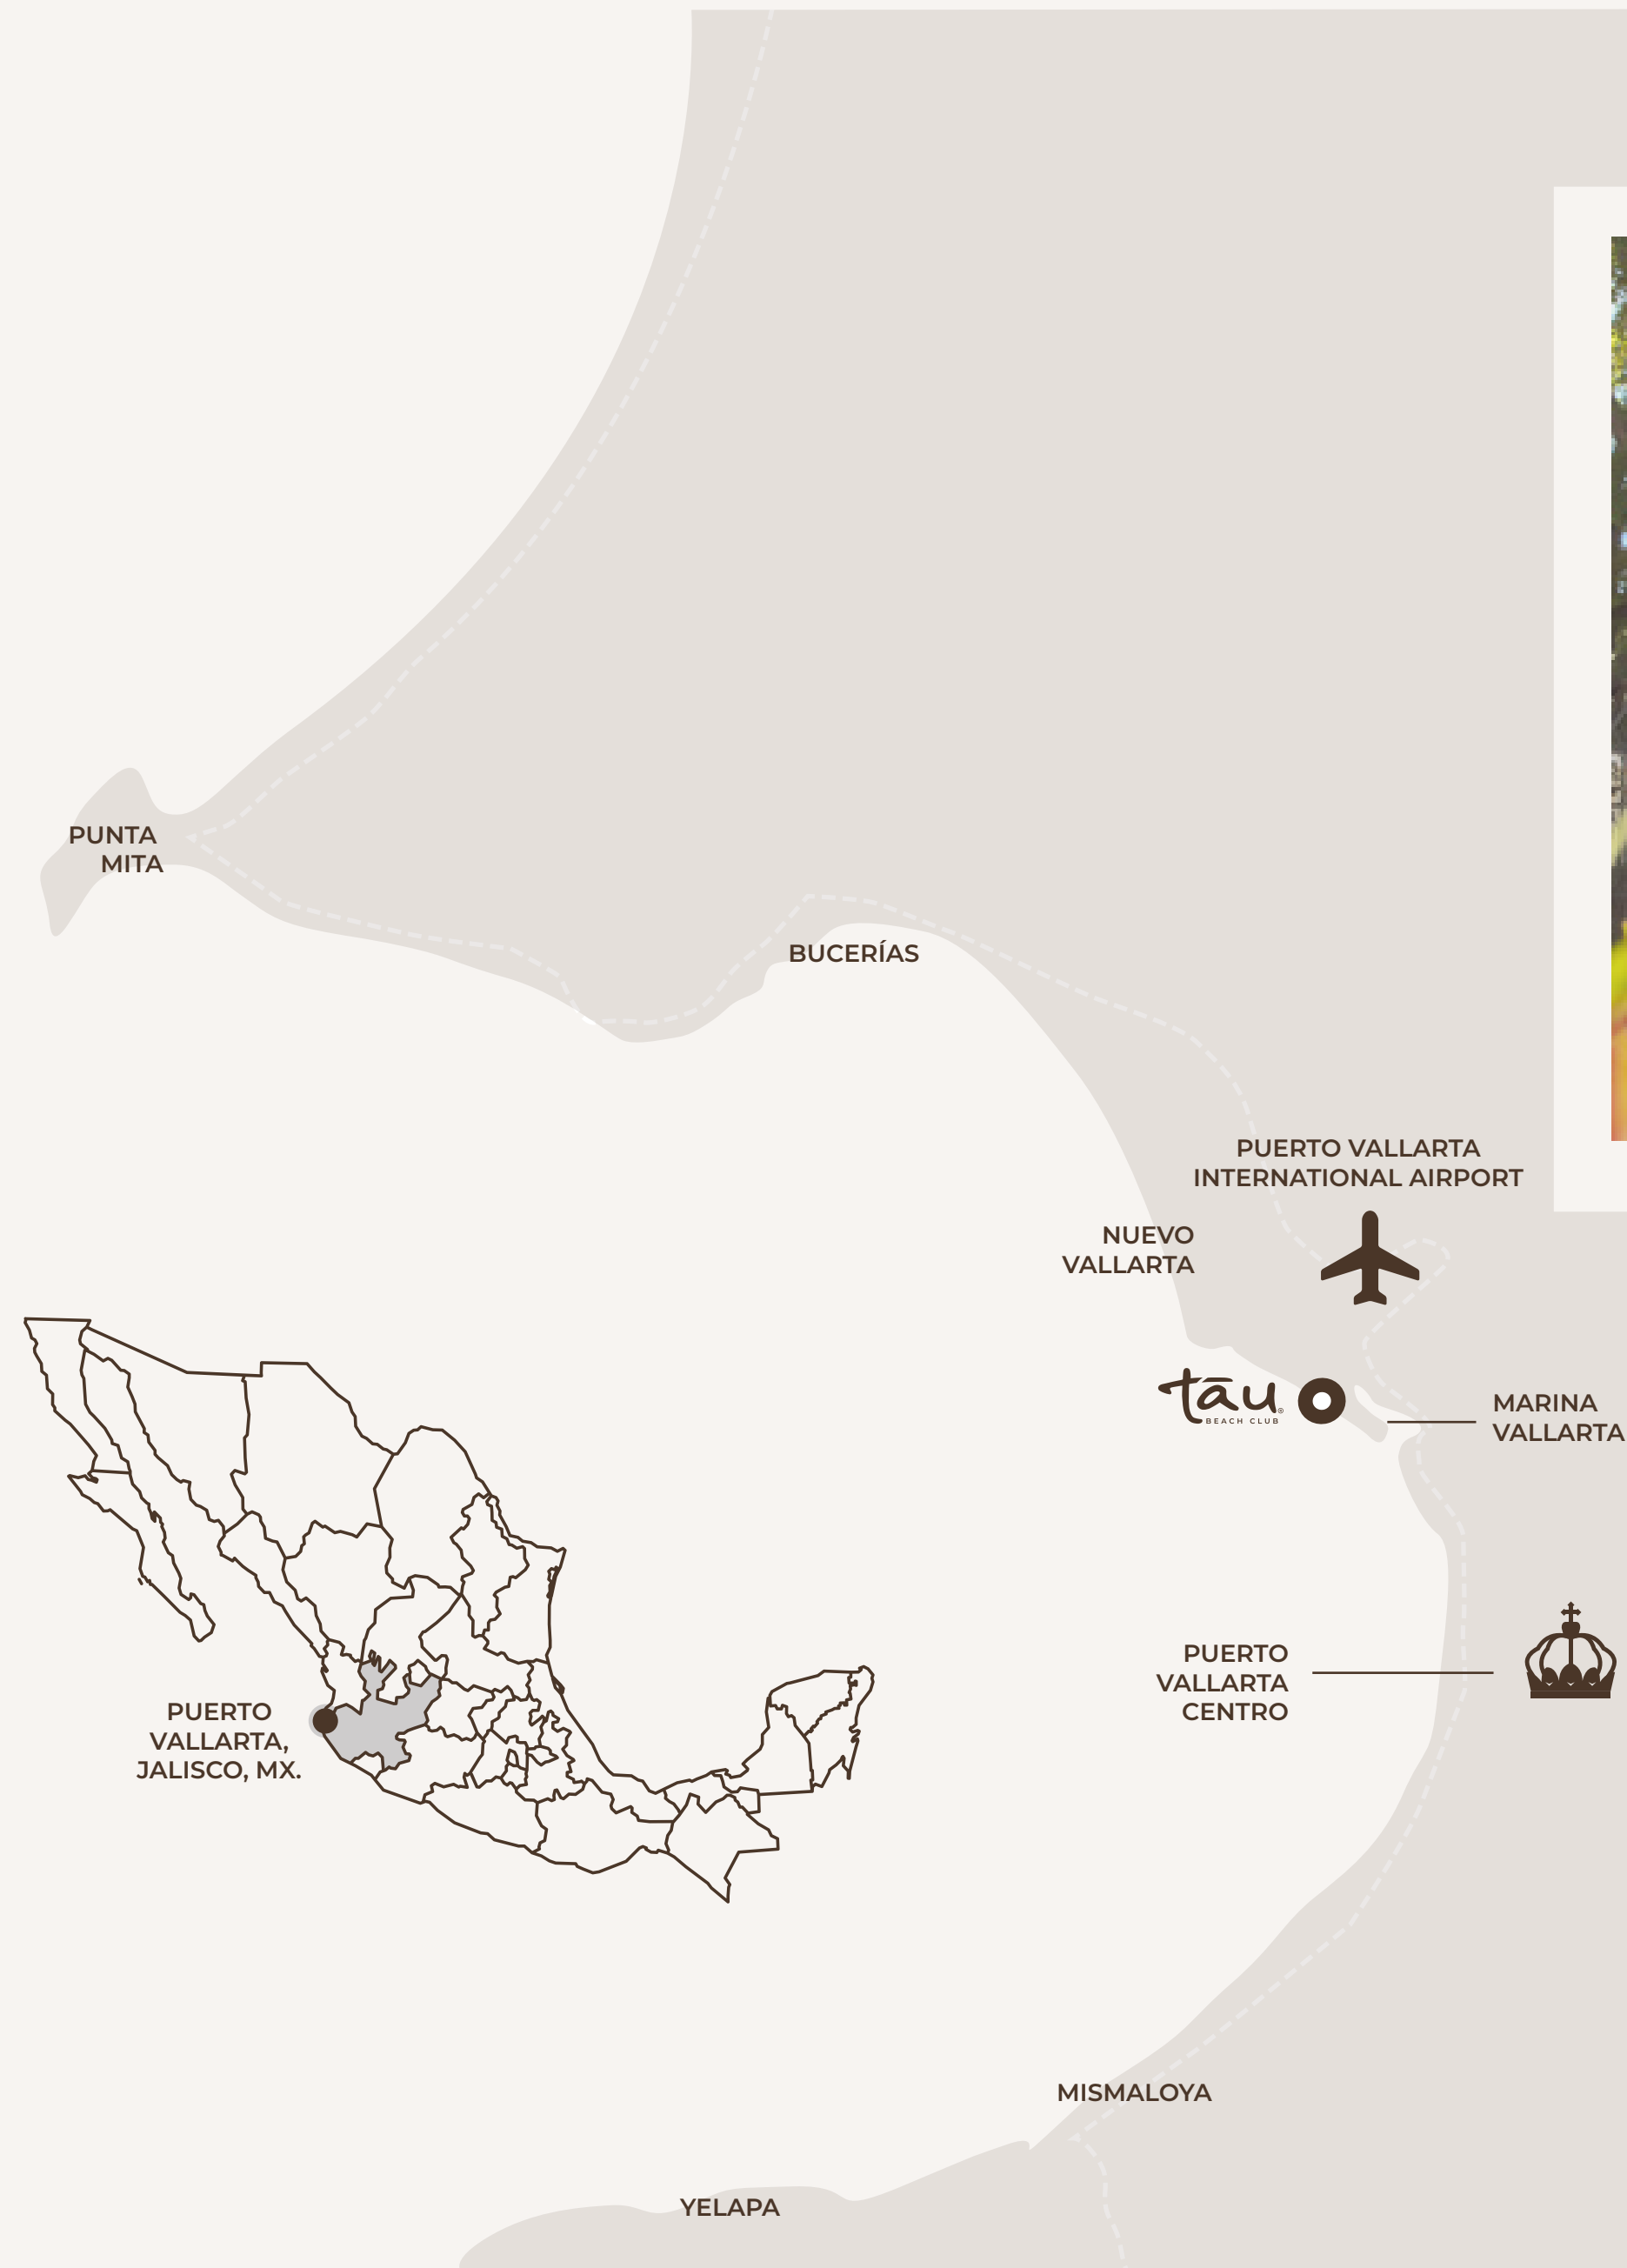 PUNTA
MITA
BUCERÍAS
PUERTO VALLARTA
INTERNATIONAL AIRPORT
NUEVO
VALLARTA
tāu®
BEACH CLUB
MARINA
VALLARTA
PUERTO
VALLARTA
CENTRO
PUERTO
VALLARTA,
JALISCO, MX.
MISMALOYA
YELAPA